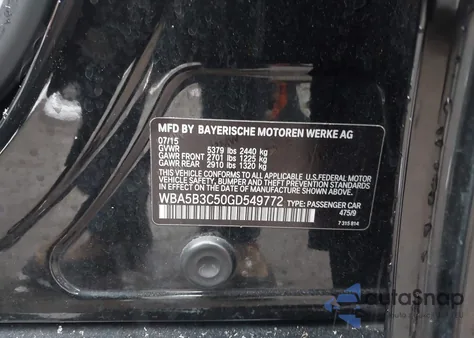 MFD BY BAYERISCHE MOTOREN WERKE AG
07/15
GVWR 5379 lbs 2440 kg
GAWR FRONT 2701 lbs 1225 kg
GAWR REAR 2910 lbs 1320 kg
THIS VEHICLE CONFORMS TO ALL APPLICABLE U.S.FEDERAL MOTOR
VEHICLE SAFETY, BUMPER AND THEFT PREVENTION STANDARDS IN
EFFECT ON THE DATE OF MANUFACTURE SHOWN ABOVE.
WBA5B3C50GD549772 TYPE: PASSENGER CAR
475/9
7 315 814
autaSnap